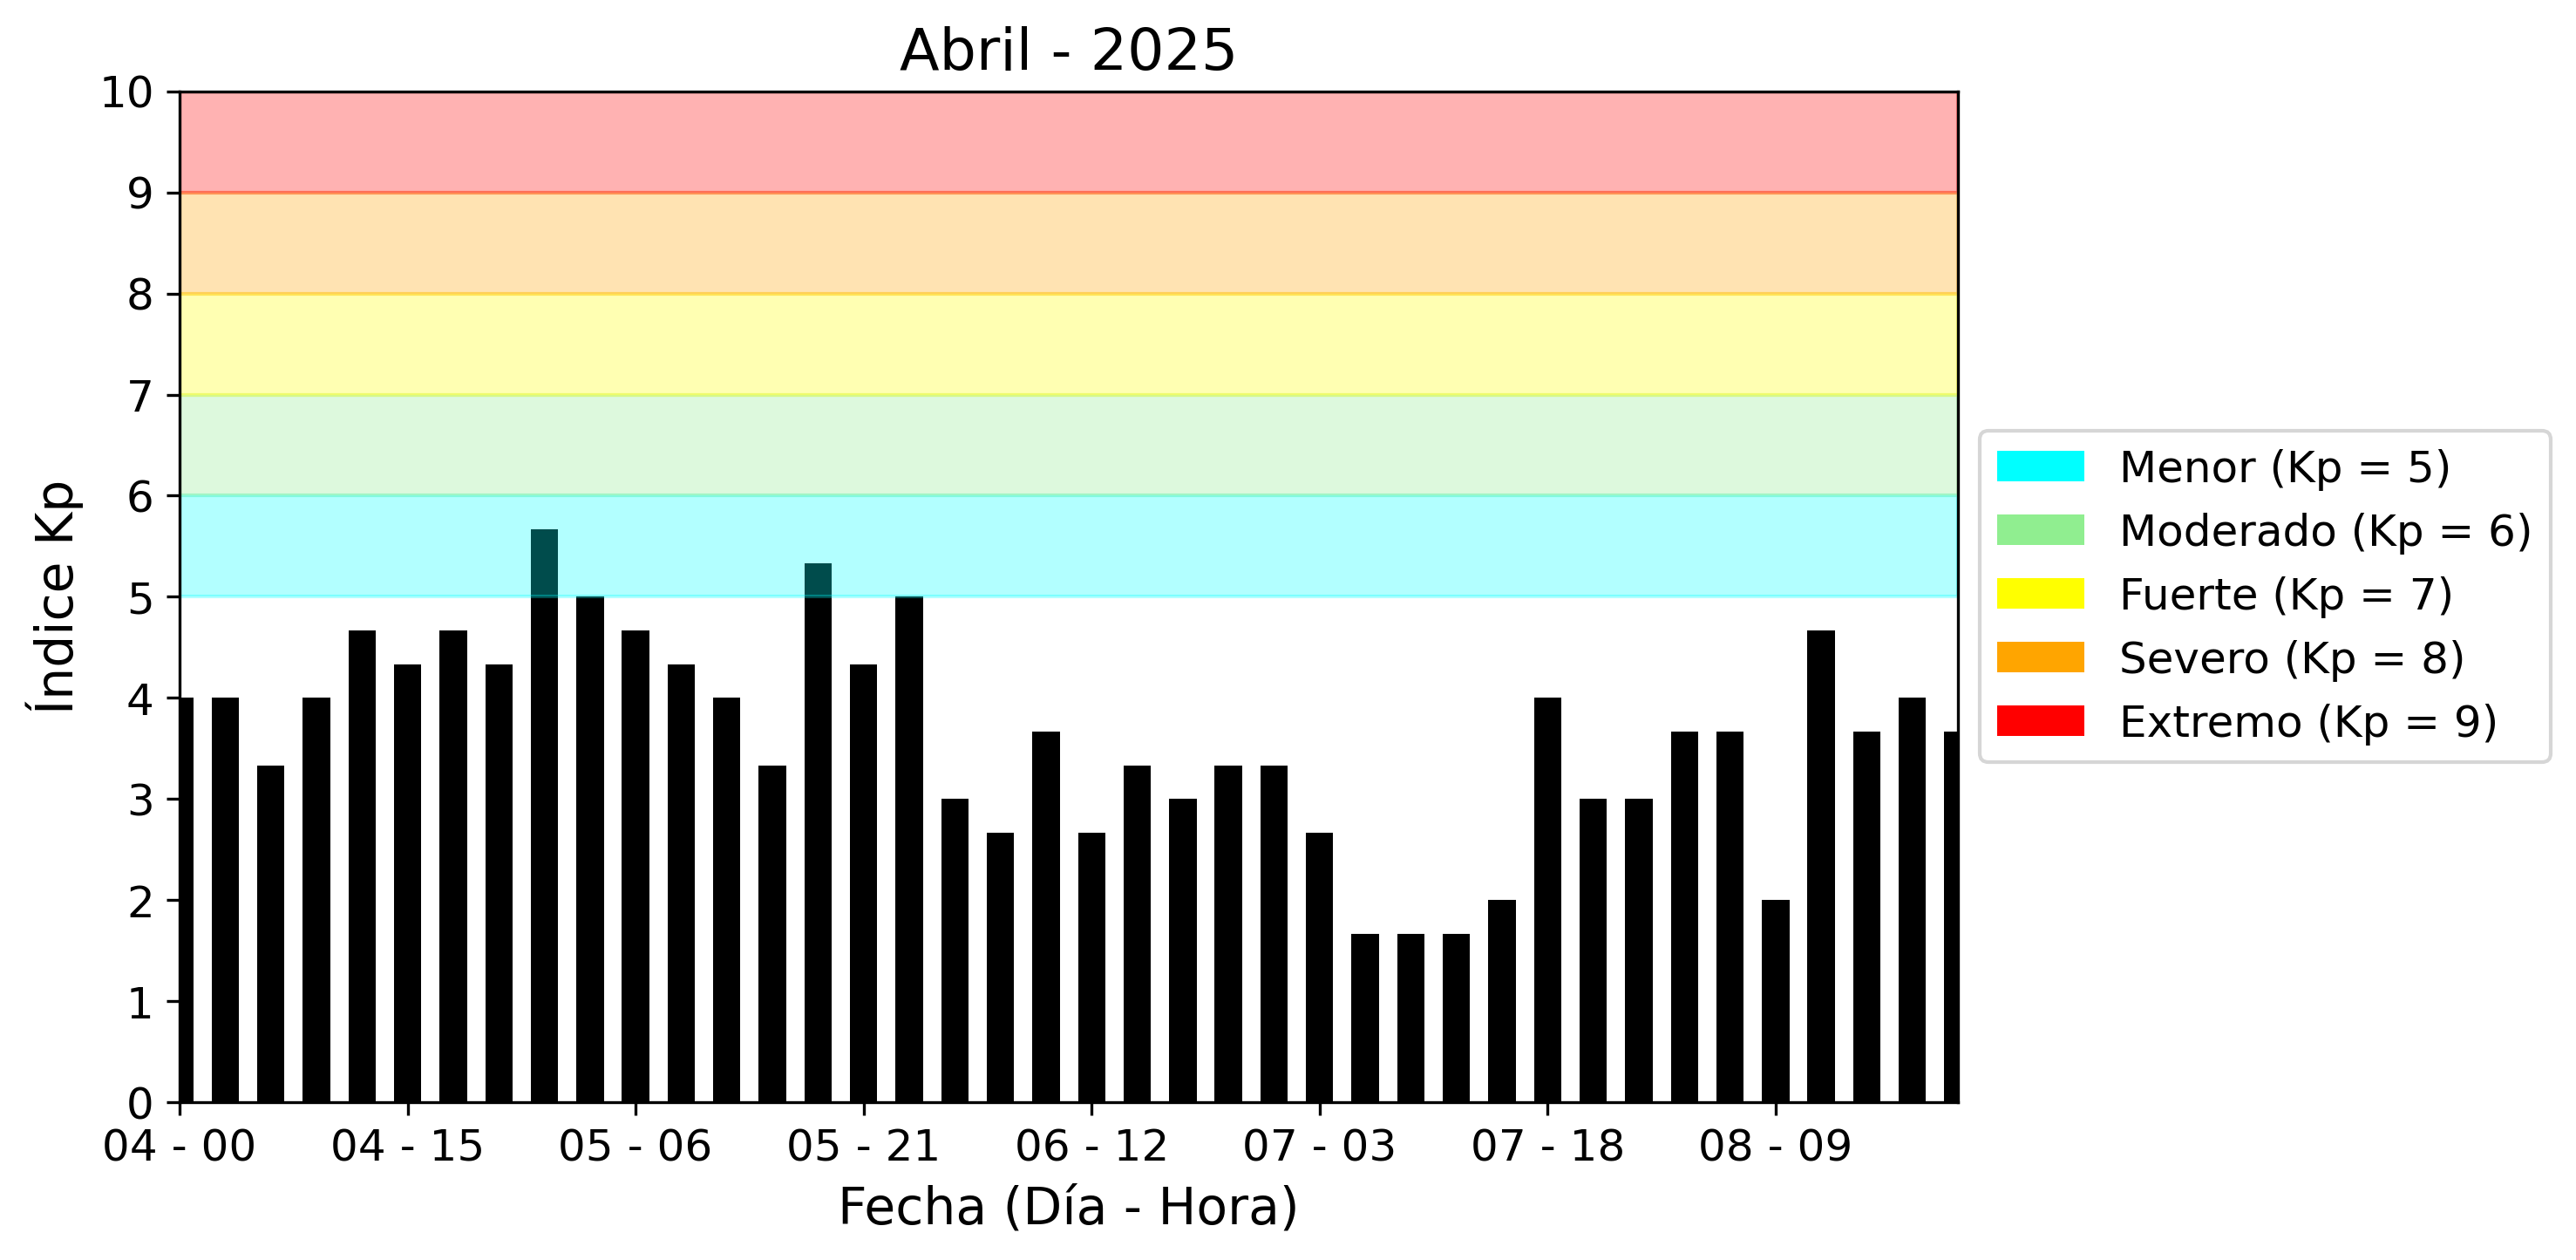 Abril - 2025
10
9
8
7
6
5
4
3
2
1
0
Índice Kp
04 - 00
04 - 15
05 - 06
05 - 21
06 - 12
07 - 03
07 - 18
08 - 09
Fecha (Día - Hora)
Menor (Kp = 5)
Moderado (Kp = 6)
Fuerte (Kp = 7)
Severo (Kp = 8)
Extremo (Kp = 9)